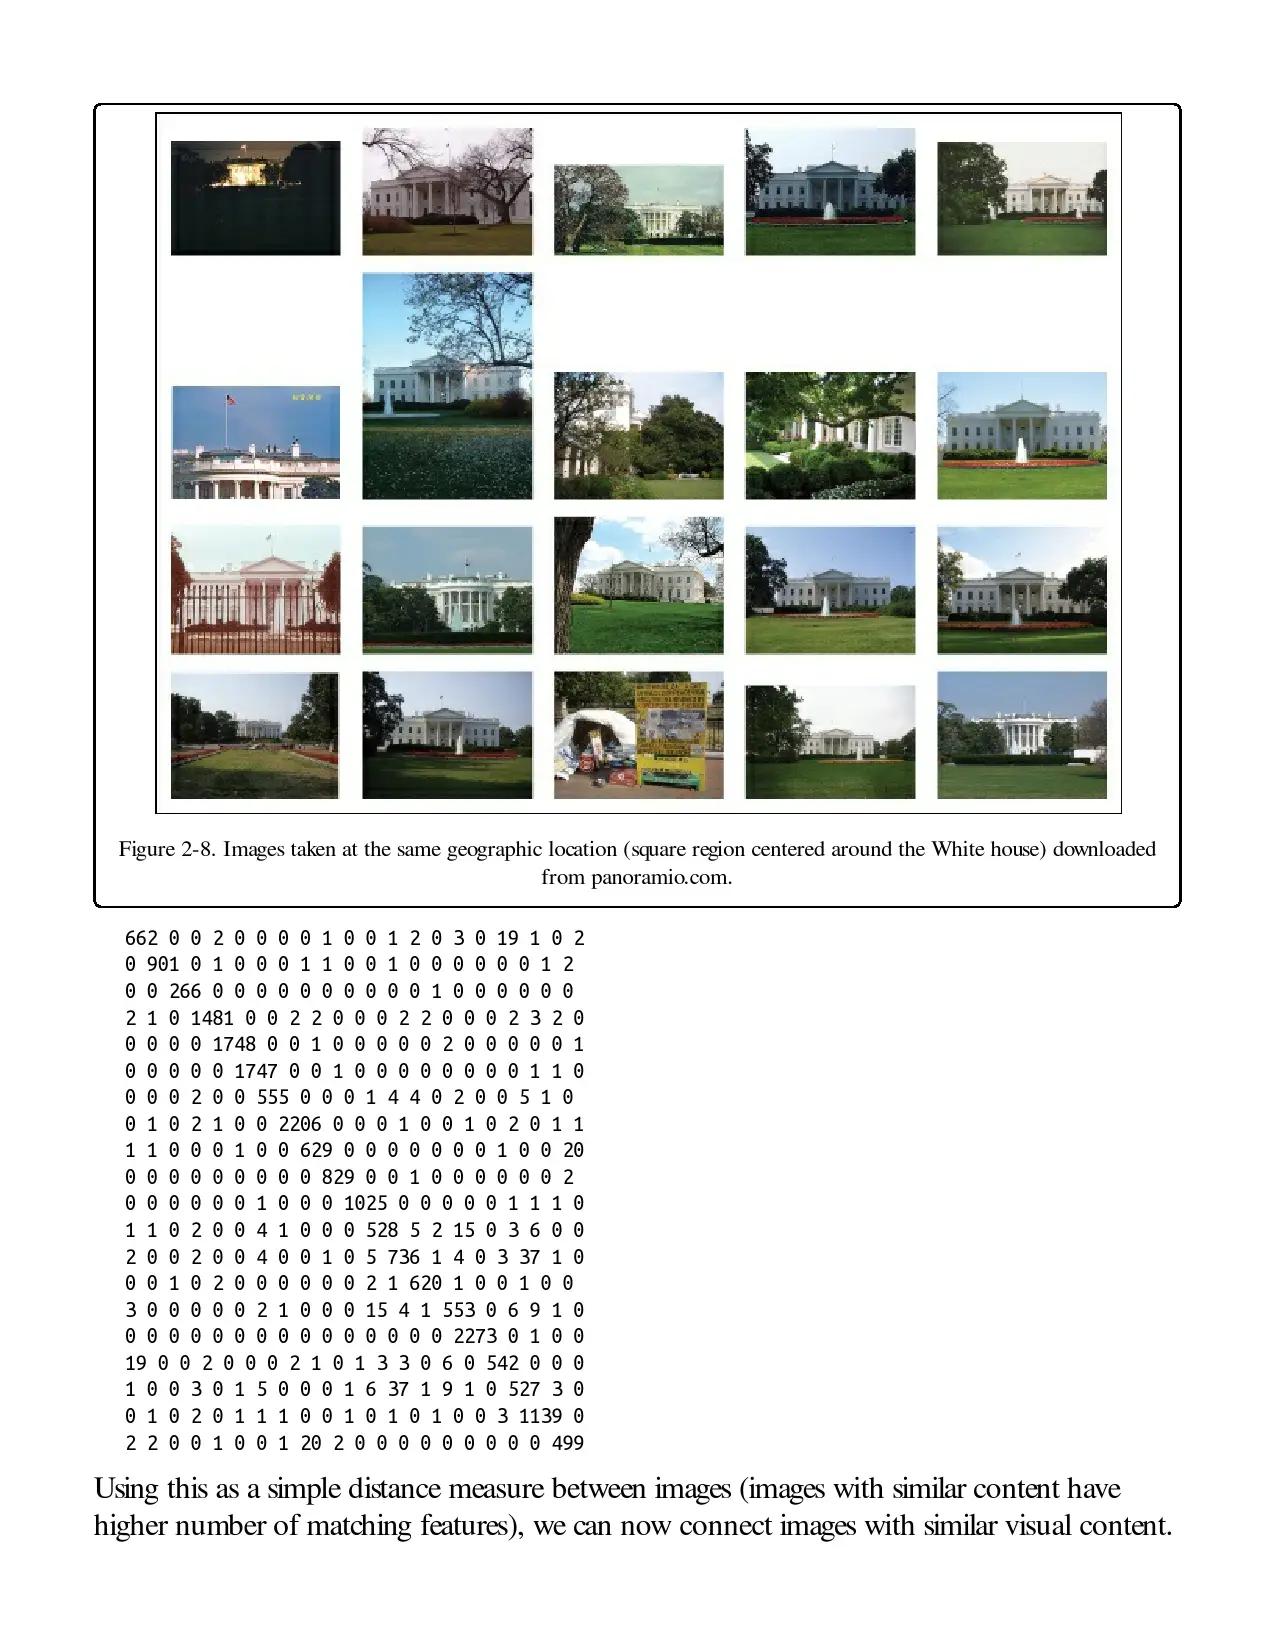 Figure 2-8. Images taken at the same geographic location (square region centered around the White house) downloaded
from panoramio.com.
662 0 0 2 0 0 0 0 1 0 0 1 2 0 3 0 19 1 0 2
0 901 0 1 0 0 0 1 1 0 0 1 0 0 0 0 0 0 1 2
0 0 266 0 0 0 0 0 0 0 0 0 0 1 0 0 0 0 0 0
2 1 0 1481 0 0 2 2 0 0 0 2 2 0 0 0 2 3 2 0
0 0 0 0 1748 0 0 1 0 0 0 0 0 2 0 0 0 0 0 1
0 0 0 0 0 1747 0 0 1 0 0 0 0 0 0 0 0 1 1 0
0 0 0 2 0 0 555 0 0 0 1 4 4 0 2 0 0 5 1 0
0 1 0 2 1 0 0 2206 0 0 0 1 0 0 1 0 2 0 1 1
1 1 0 0 0 1 0 0 629 0 0 0 0 0 0 0 1 0 0 20
0 0 0 0 0 0 0 0 0 829 0 0 1 0 0 0 0 0 0 2
0 0 0 0 0 0 1 0 0 0 1025 0 0 0 0 0 1 1 1 0
1 1 0 2 0 0 4 1 0 0 0 528 5 2 15 0 3 6 0 0
2 0 0 2 0 0 4 0 0 1 0 5 736 1 4 0 3 37 1 0
0 0 1 0 2 0 0 0 0 0 0 2 1 620 1 0 0 1 0 0
3 0 0 0 0 0 2 1 0 0 0 15 4 1 553 0 6 9 1 0
0 0 0 0 0 0 0 0 0 0 0 0 0 0 0 2273 0 1 0 0
19 0 0 2 0 0 0 2 1 0 1 3 3 0 6 0 542 0 0 0
1 0 0 3 0 1 5 0 0 0 1 6 37 1 9 1 0 527 3 0
0 1 0 2 0 1 1 1 0 0 1 0 1 0 1 0 0 3 1139 0
2 2 0 0 1 0 0 1 20 2 0 0 0 0 0 0 0 0 0 499
Using this as a simple distance measure between images (images with similar content have
higher number of matching features), we can now connect images with similar visual content.